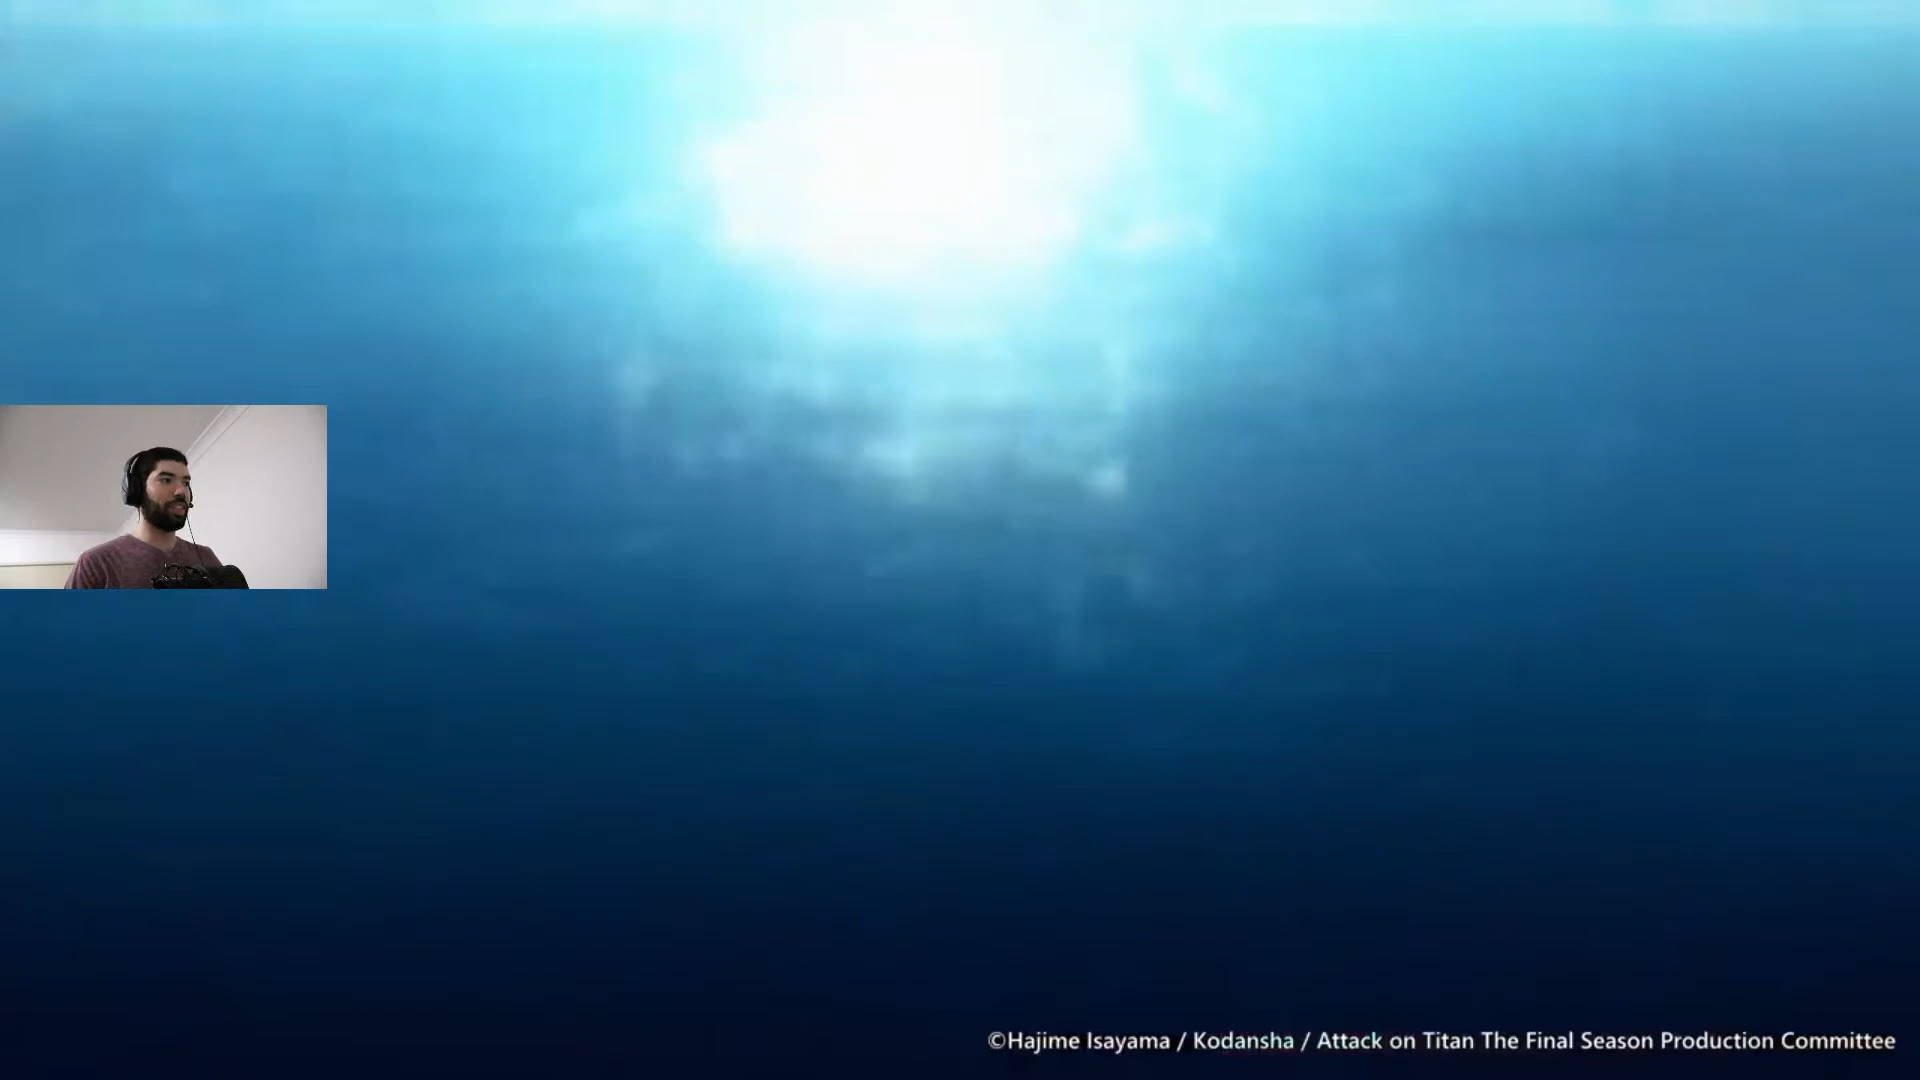 ©Hajime Isayama / Kodansha / Attack on Titan The Final Season Production Committee